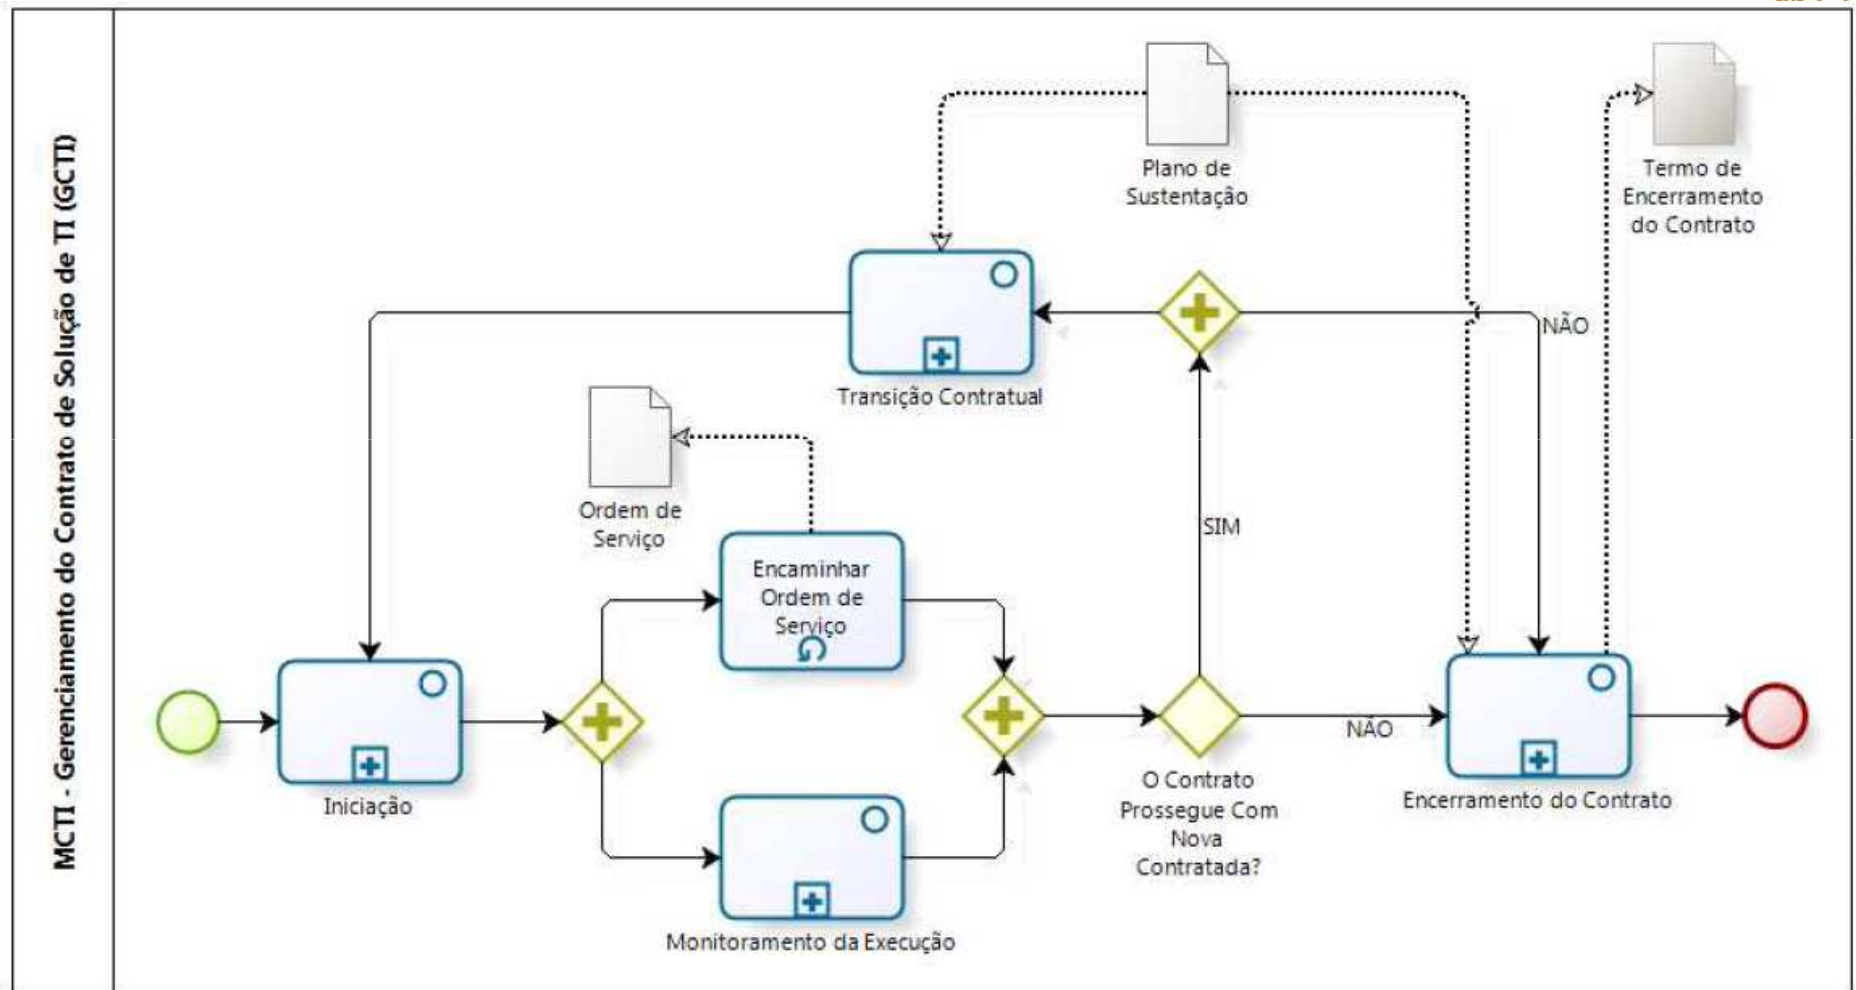 MCTI - Gerenciamento do Contrato de Solução de TI (GCTI)
Plano de
Sustentação
Termo de
Encerramento
do Contrato
NÃO
Transição Contratual
Ordem de
Serviço
SIM
Encaminhar
Ordem de
Serviço
NÃO
Iniciação
O Contrato
Prossegue Com
Nova
Contratada?
Encerramento do Contrato
Monitoramento da Execução